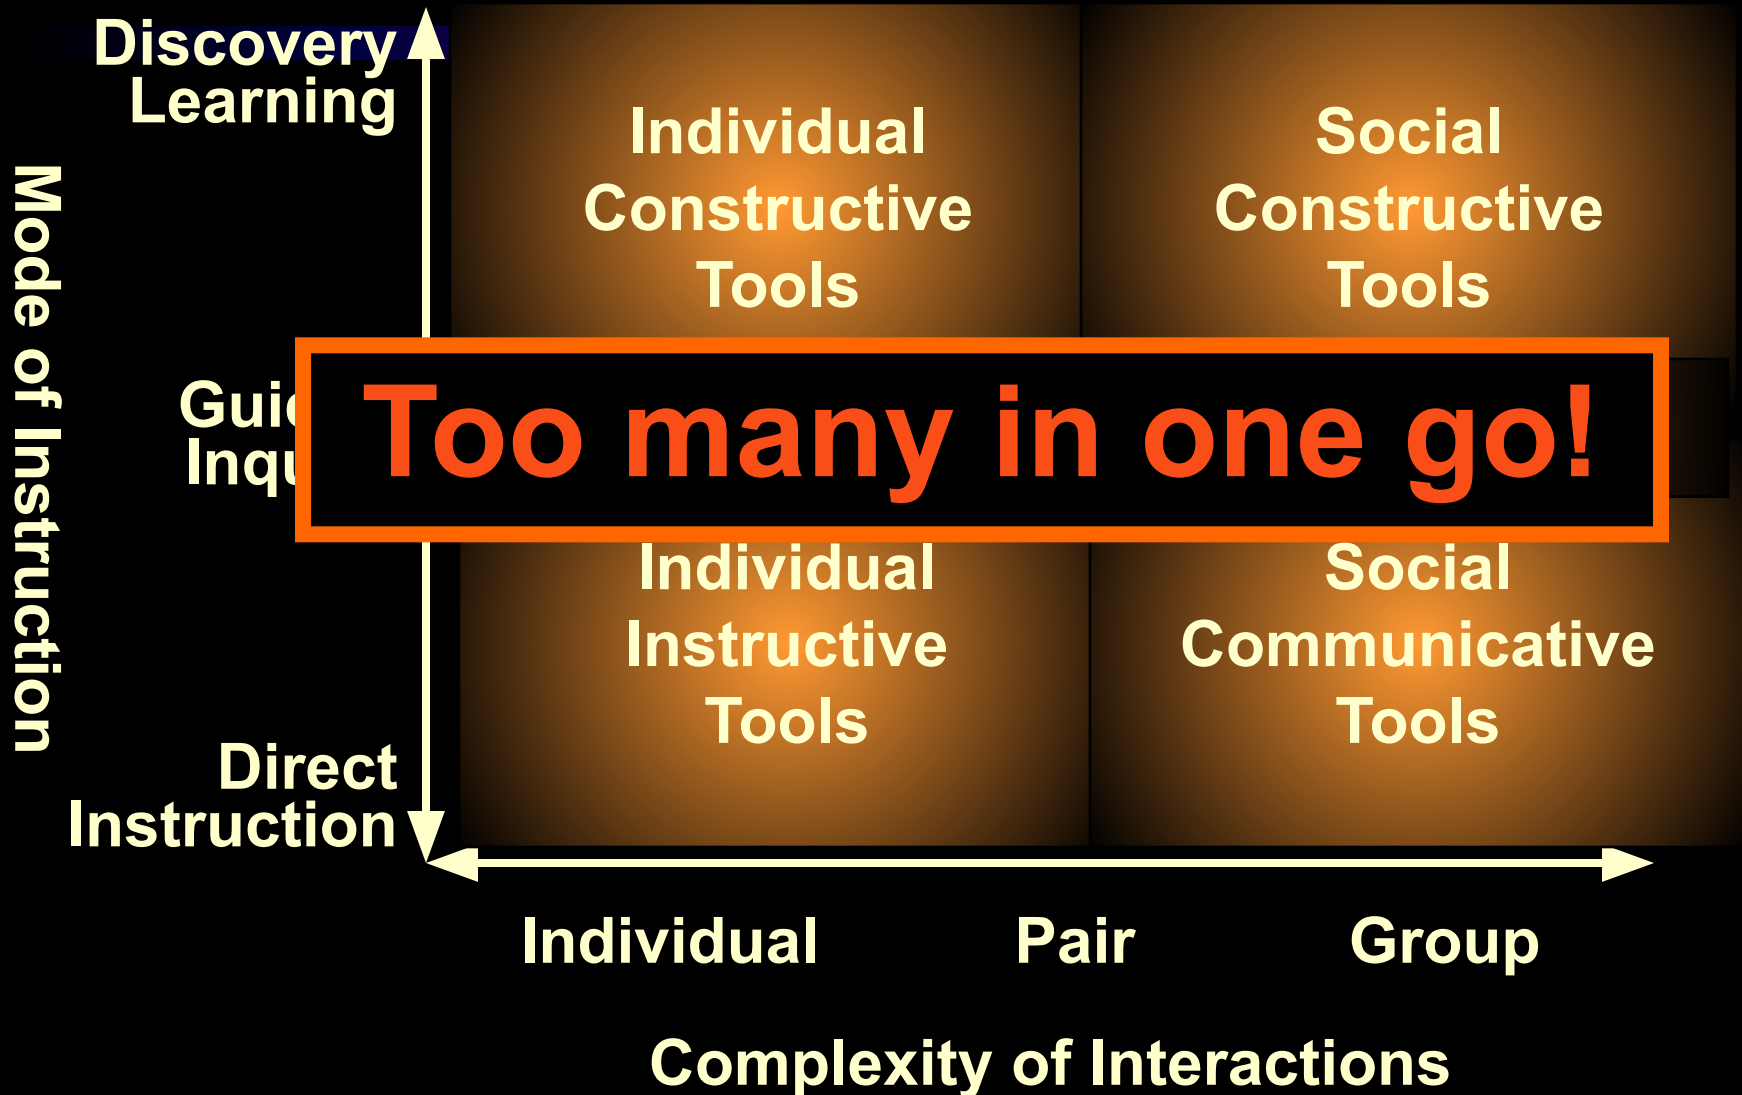 Discovery
Learning
Mode of Instruction
Individual
Constructive
Tools
Social
Constructive
Tools
Too many in one go!
Individual
Instructive
Tools
Social
Communicative
Tools
Direct
Instruction
Individual Pair Group
Complexity of Interactions